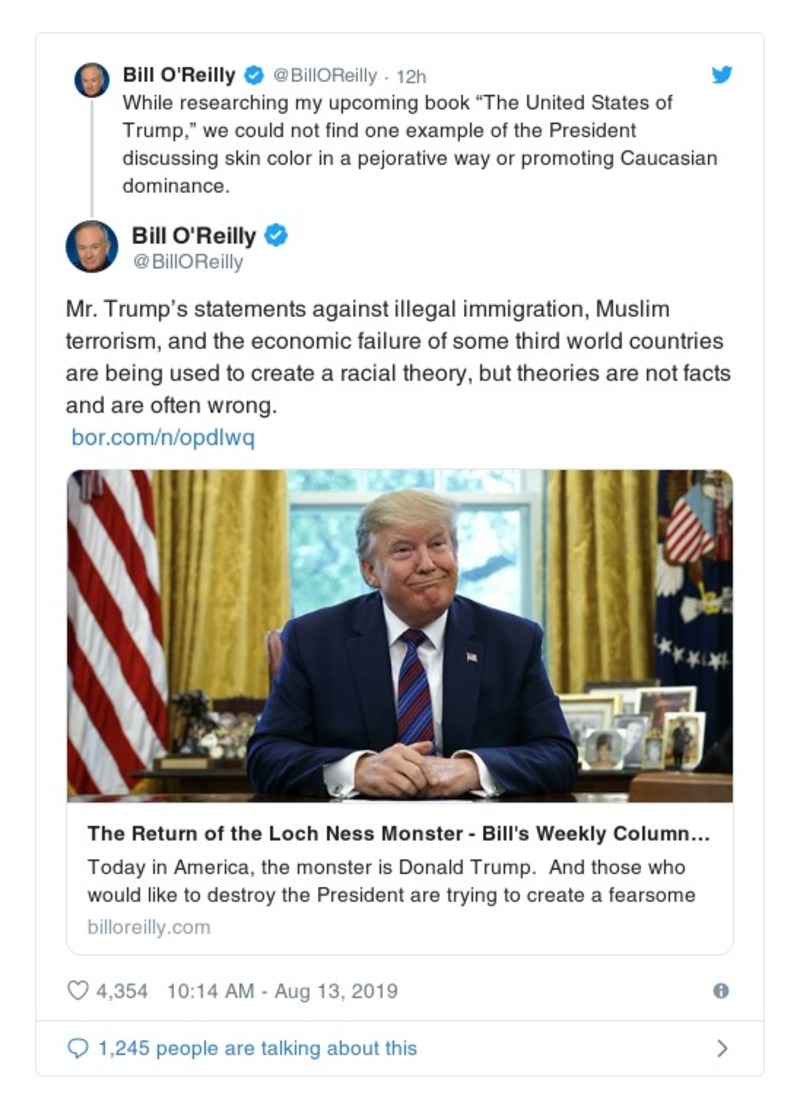 Bill O'Reilly @BillOReilly · 12h
While researching my upcoming book “The United States of
Trump,” we could not find one example of the President
discussing skin color in a pejorative way or promoting Caucasian
dominance.
Bill O'Reilly
@BillOReilly
Mr. Trump’s statements against illegal immigration, Muslim
terrorism, and the economic failure of some third world countries
are being used to create a racial theory, but theories are not facts
and are often wrong.
bor.com/n/opdlwq
The Return of the Loch Ness Monster - Bill's Weekly Column...
Today in America, the monster is Donald Trump.  And those who
would like to destroy the President are trying to create a fearsome
billoreilly.com
4,354 10:14 AM - Aug 13, 2019
1,245 people are talking about this